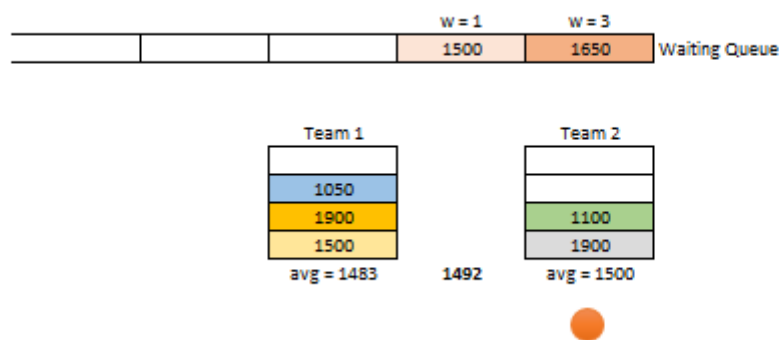 w = 1 w = 3
1500 1650 Waiting Queue
Team 1 Team 2
1050
1900 1100
1500 1900
avg = 1483 1492 avg = 1500